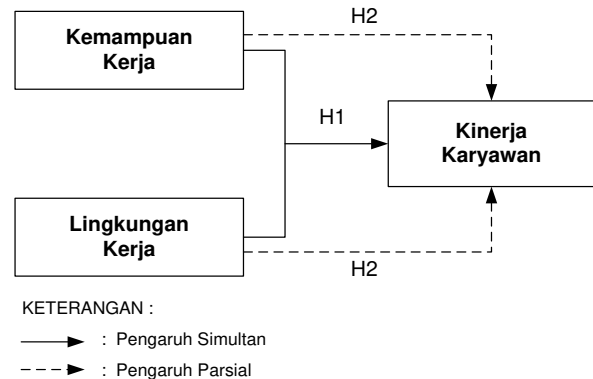 H2
Kemampuan
Kerja
H1
Kinerja
Karyawan
Lingkungan
Kerja
H2
KETERANGAN :
: Pengaruh Simultan
: Pengaruh Parsial